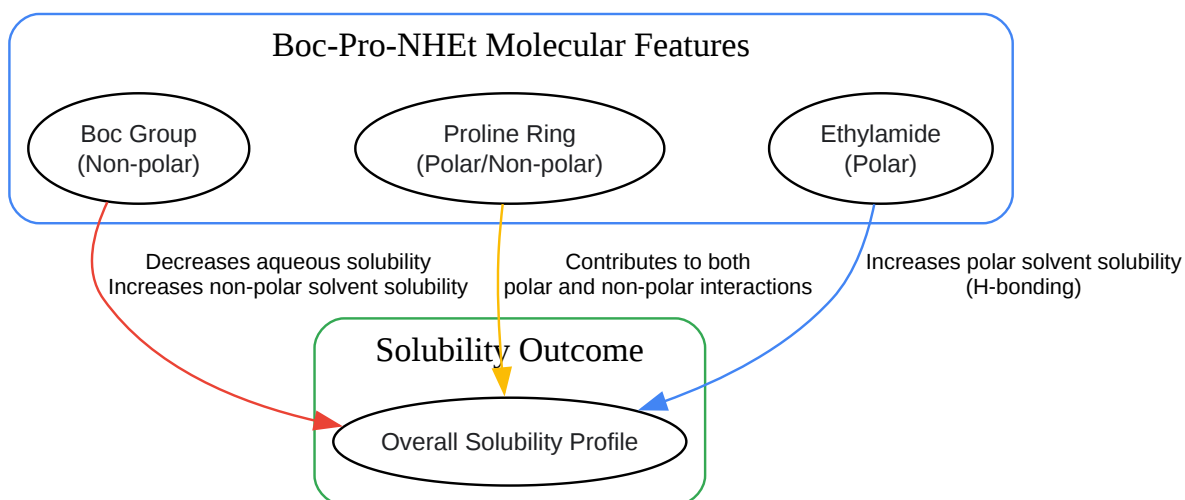 Boc-Pro-NHEt Molecular Features
Boc Group
(Non-polar)
Proline Ring
(Polar/Non-polar)
Ethylamide
(Polar)
Decreases aqueous solubility
Increases non-polar solvent solubility
Contributes to both
polar and non-polar interactions
Increases polar solvent solubility
(H-bonding)
Solubility Outcome
Overall Solubility Profile